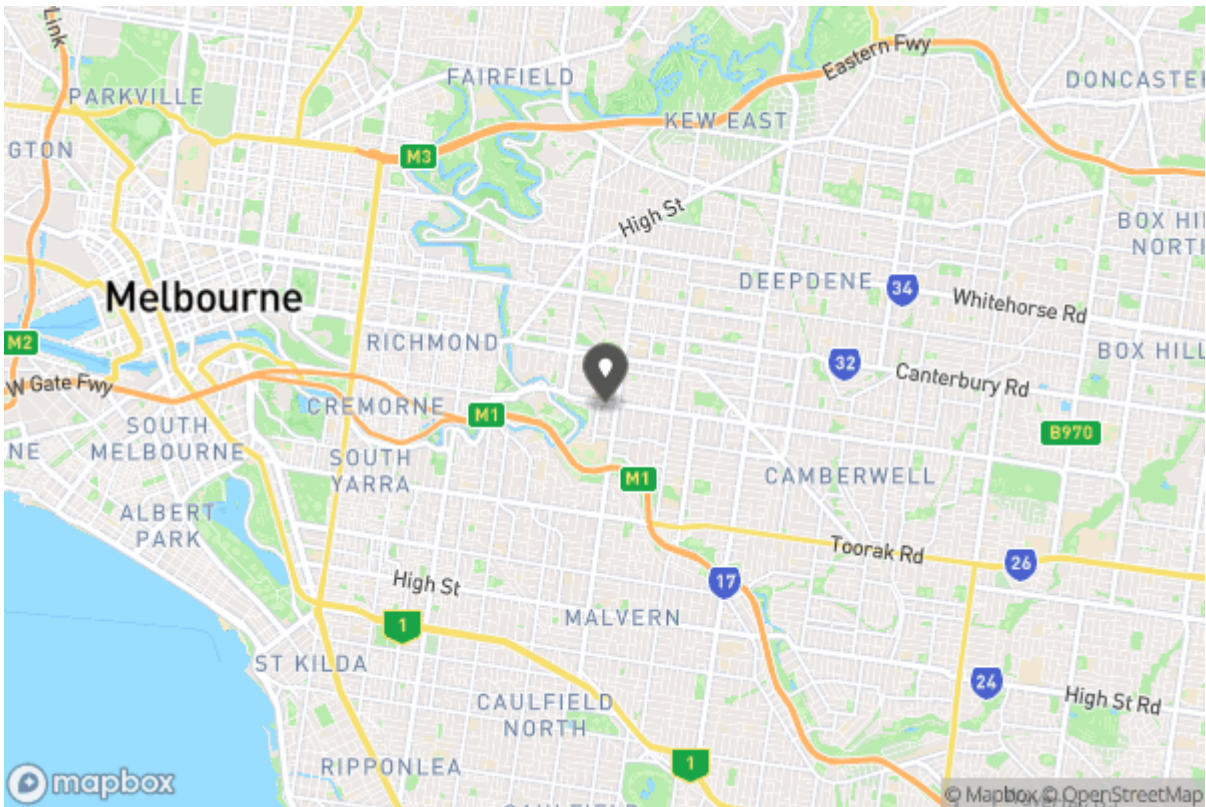 Link
FAIRFIELD
Eastern Fwy
DONCASTER
PARKVILLE
KEW EAST
GTON
M3
High St
BOX HI
NORTH
DEEPDENE
34
Melbourne
Whitehorse Rd
M2
RICHMOND
BOX HILL
32
Canterbury Rd
W Gate Fwy
CREMORNE
M1
B970
SOUTH
MELBOURNE
NE
SOUTH
YARRA
M1
CAMBERWELL
ALBERT
PARK
Toorak Rd
26
High St
17
1
MALVERN
ST KILDA
24
High St Rd
CAULFIELD
NORTH
1
RIPPONLEA
mapbox
© Mapbox © OpenStreetMap